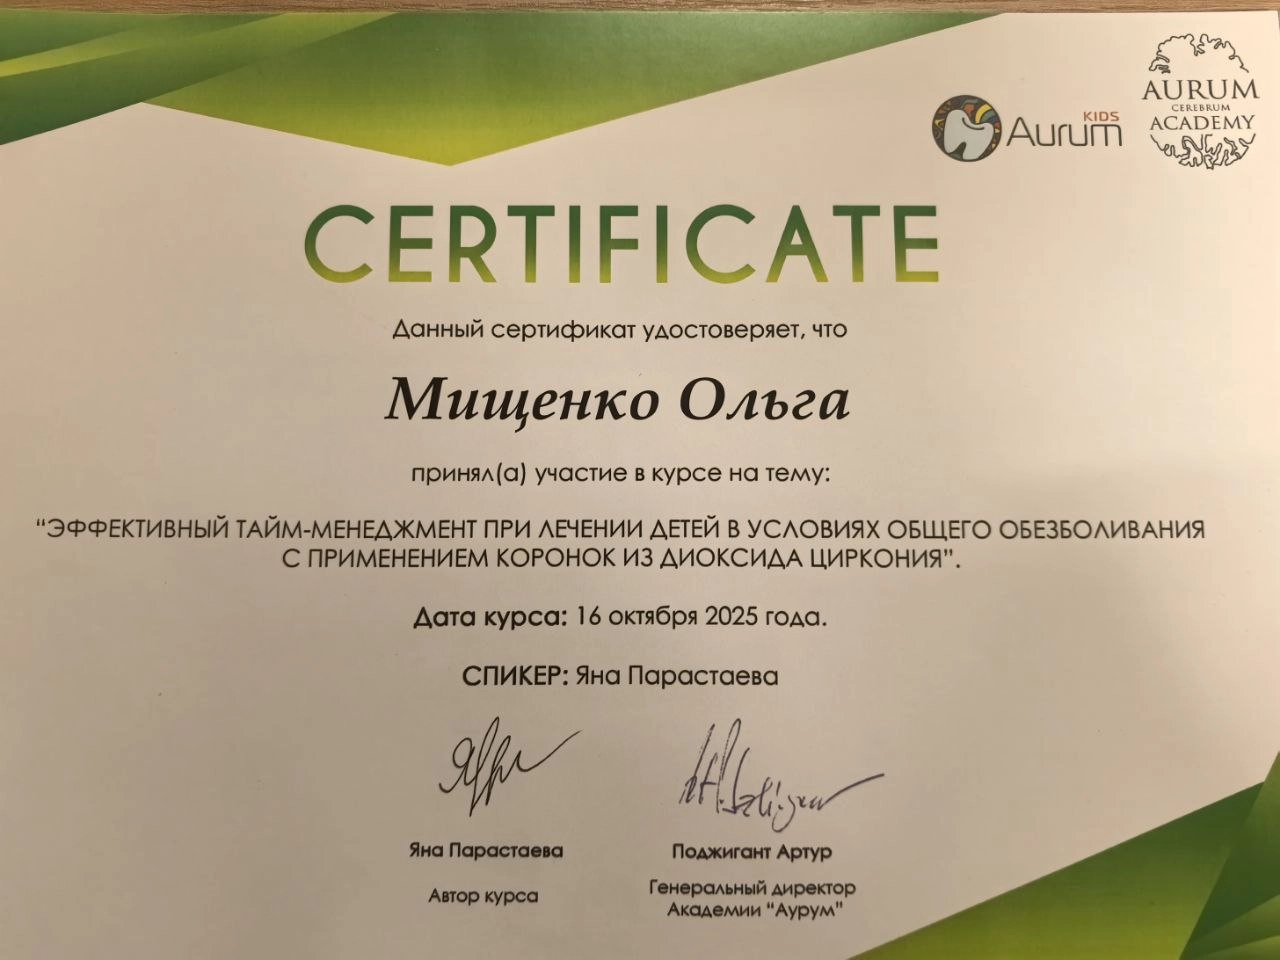 AURUM
CEREBRUM
ACADEMY
KIDS
Aurum
CERTIFICATE
Данный сертификат удостоверяет, что
Мищенко Ольга
принял(а) участие в курсе на тему:
“ЭФФЕКТИВНЫЙ ТАЙМ-МЕНЕДЖМЕНТ ПРИ ЛЕЧЕНИИ ДЕТЕЙ В УСЛОВИЯХ ОБЩЕГО ОБЕЗБОЛИВАНИЯ
С ПРИМЕНЕНИЕМ КОРОНОК ИЗ ДИОКСИДА ЦИРКОНИЯ”.
Дата курса: 16 октября 2025 года.
СПИКЕР: Яна Парастаева
Яна Парастаева
Автор курса
Поджигант Артур
Генеральный директор
Академии “Аурум”